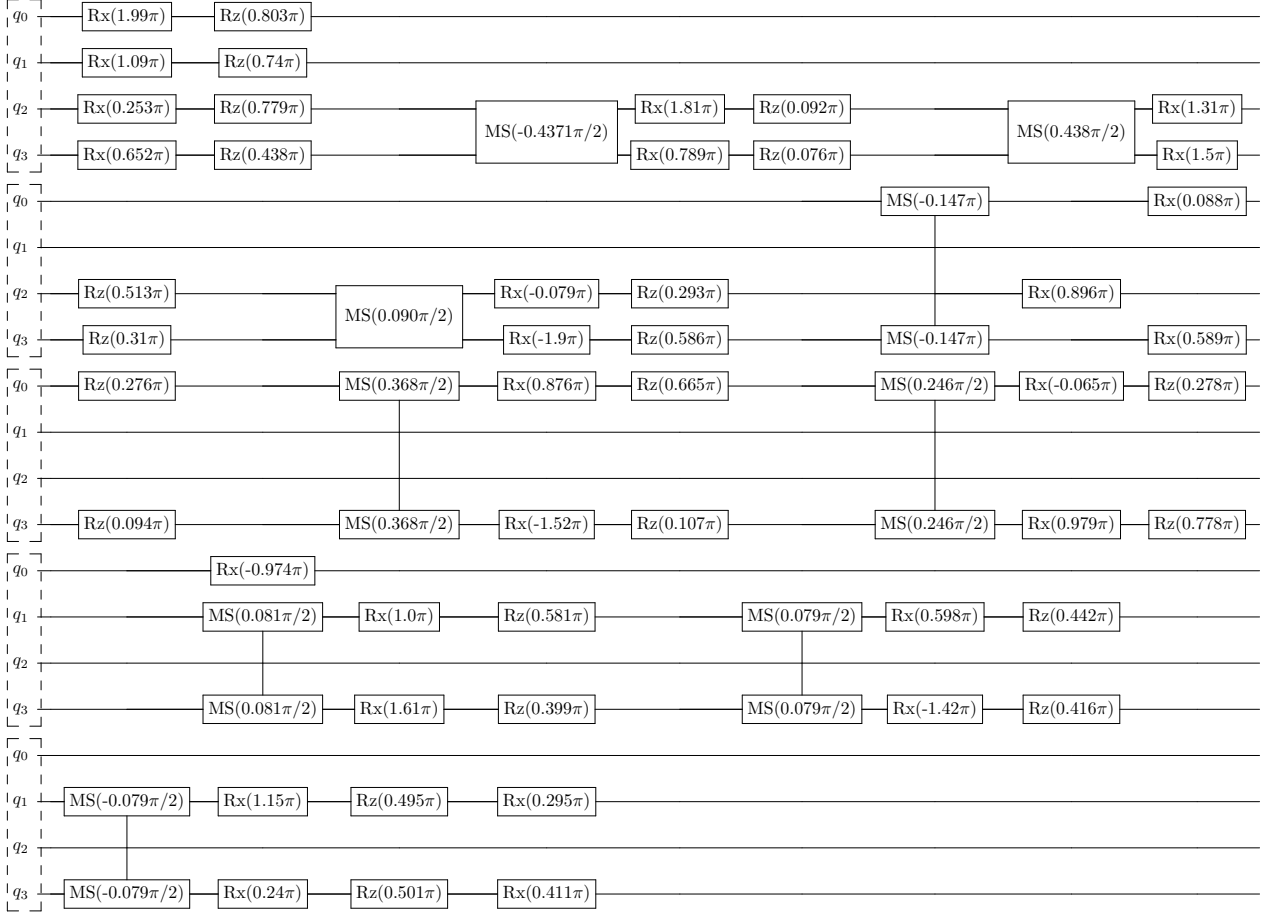 q0 Rx(1.99π) Rz(0.803π)
q1 Rx(1.09π) Rz(0.74π)
q2 Rx(0.253π) Rz(0.779π) Rx(1.81π) Rz(0.092π) Rx(1.31π)
MS(-0.4371π/2) MS(0.438π/2)
q3 Rx(0.652π) Rz(0.438π) Rx(0.789π) Rz(0.076π) Rx(1.5π)
q0 MS(-0.147π) Rx(0.088π)
q1
q2 Rz(0.513π) Rx(-0.079π) Rz(0.293π) Rx(0.896π)
MS(0.090π/2)
q3 Rz(0.31π) Rx(-1.9π) Rz(0.586π) MS(-0.147π) Rx(0.589π)
q0 Rz(0.276π) MS(0.368π/2) Rx(0.876π) Rz(0.665π) MS(0.246π/2) Rx(-0.065π) Rz(0.278π)
q1
q2
q3 Rz(0.094π) MS(0.368π/2) Rx(-1.52π) Rz(0.107π) MS(0.246π/2) Rx(0.979π) Rz(0.778π)
q0 Rx(-0.974π)
q1 MS(0.081π/2) Rx(1.0π) Rz(0.581π) MS(0.079π/2) Rx(0.598π) Rz(0.442π)
q2
q3 MS(0.081π/2) Rx(1.61π) Rz(0.399π) MS(0.079π/2) Rx(-1.42π) Rz(0.416π)
q0
q1 MS(-0.079π/2) Rx(1.15π) Rz(0.495π) Rx(0.295π)
q2
q3 MS(-0.079π/2) Rx(0.24π) Rz(0.501π) Rx(0.411π)